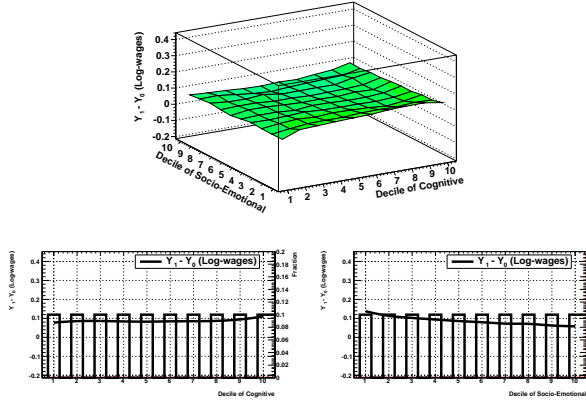 Y1 - Y0 (Log-wages)
0.4
0.3
0.2
0.1
0
-0.1
-0.2
10 9 8 7 6 5 4 3 2 1
Decile of Socio-Emotional
1 2 3 4 5 6 7 8 9 10
Decile of Cognitive
Y1 - Y0 (Log-wages)
Y1 - Y0 (Log-wages)
0.4
0.3
0.2
0.1
0
-0.1
-0.2
0.2
0.18
0.16
0.14
0.12
0.1
0.08
0.06
0.04
0.02
0
Fraction
1 2 3 4 5 6 7 8 9 10
Decile of Cognitive
Y1 - Y0 (Log-wages)
Y1 - Y0 (Log-wages)
0.4
0.3
0.2
0.1
0
-0.1
-0.2
1 2 3 4 5 6 7 8 9 10
Decile of Socio-Emotional